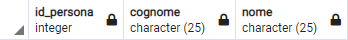 id_persona cognome nome
integer character (25) character (25)